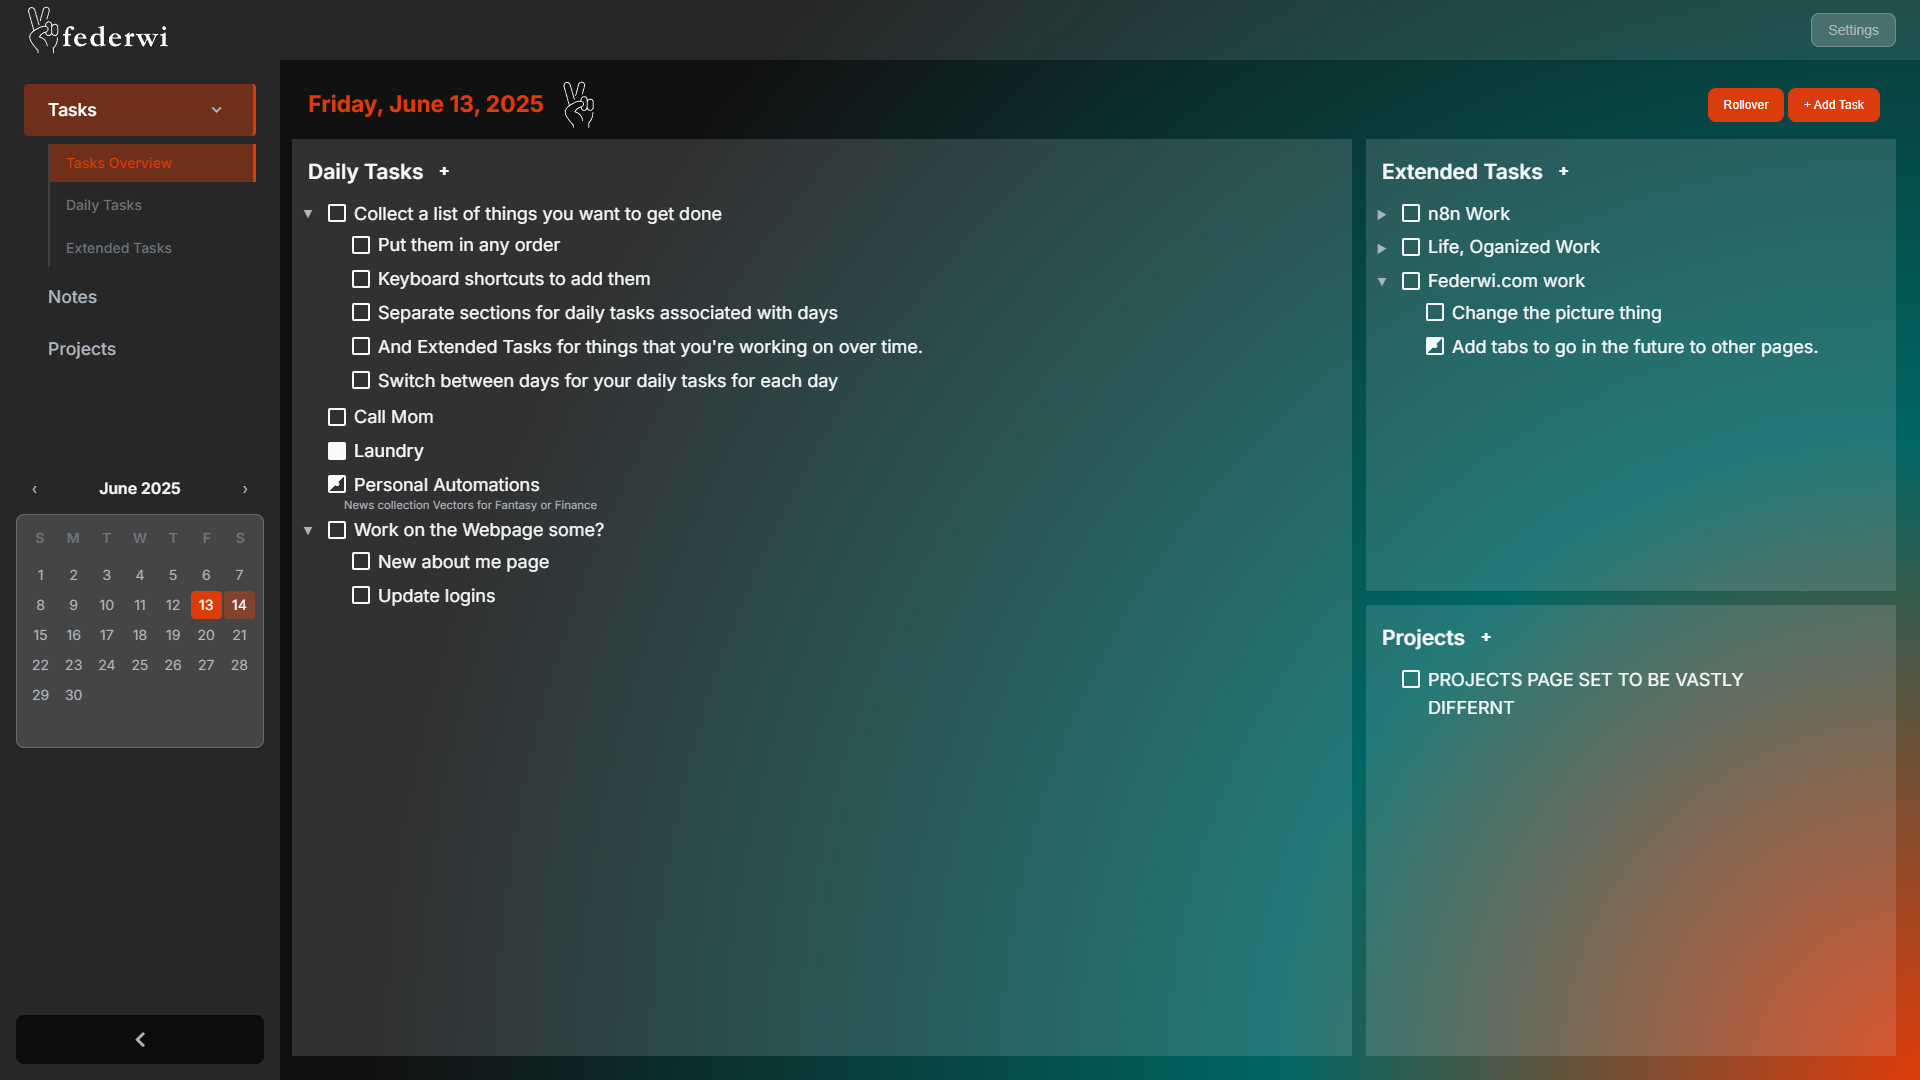 federwi
Settings
Tasks
Tasks Overview
Daily Tasks
Extended Tasks
Notes
Projects
‹ June 2025 ›
S M T W T F S
1 2 3 4 5 6 7
8 9 10 11 12 13 14
15 16 17 18 19 20 21
22 23 24 25 26 27 28
29 30
Friday, June 13, 2025
Rollover
+ Add Task
Daily Tasks +
Collect a list of things you want to get done
Put them in any order
Keyboard shortcuts to add them
Separate sections for daily tasks associated with days
And Extended Tasks for things that you're working on over time.
Switch between days for your daily tasks for each day
Call Mom
Laundry
Personal Automations
News collection Vectors for Fantasy or Finance
Work on the Webpage some?
New about me page
Update logins
Extended Tasks +
n8n Work
Life, Oganized Work
Federwi.com work
Change the picture thing
Add tabs to go in the future to other pages.
Projects +
PROJECTS PAGE SET TO BE VASTLY
DIFFERNT